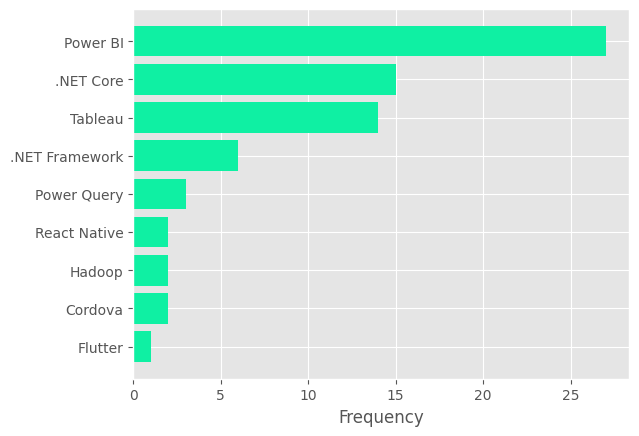 Power BI
.NET Core
Tableau
.NET Framework
Power Query
React Native
Hadoop
Cordova
Flutter
0 5 10 15 20 25
Frequency